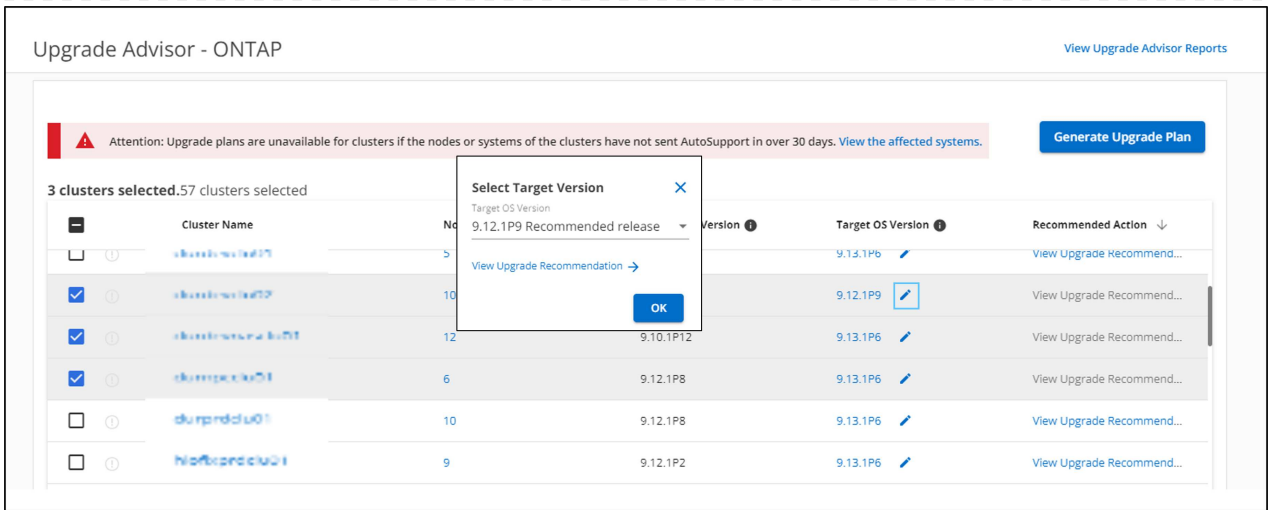 Upgrade Advisor - ONTAP
View Upgrade Advisor Reports
Attention: Upgrade plans are unavailable for clusters if the nodes or systems of the clusters have not sent AutoSupport in over 30 days. View the affected systems.
Generate Upgrade Plan
3 clusters selected.57 clusters selected
Select Target Version
Target OS Version
9.12.1P9 Recommended release
View Upgrade Recommendation
OK
Cluster Name No Version Target OS Version Recommended Action
5 9.13.1P6 View Upgrade Recommend...
10 9.12.1P9 View Upgrade Recommend...
12 9.10.1P12 9.13.1P6 View Upgrade Recommend...
6 9.12.1P8 9.13.1P6 View Upgrade Recommend...
10 9.12.1P8 9.13.1P6 View Upgrade Recommend...
9 9.12.1P2 9.13.1P6 View Upgrade Recommend...